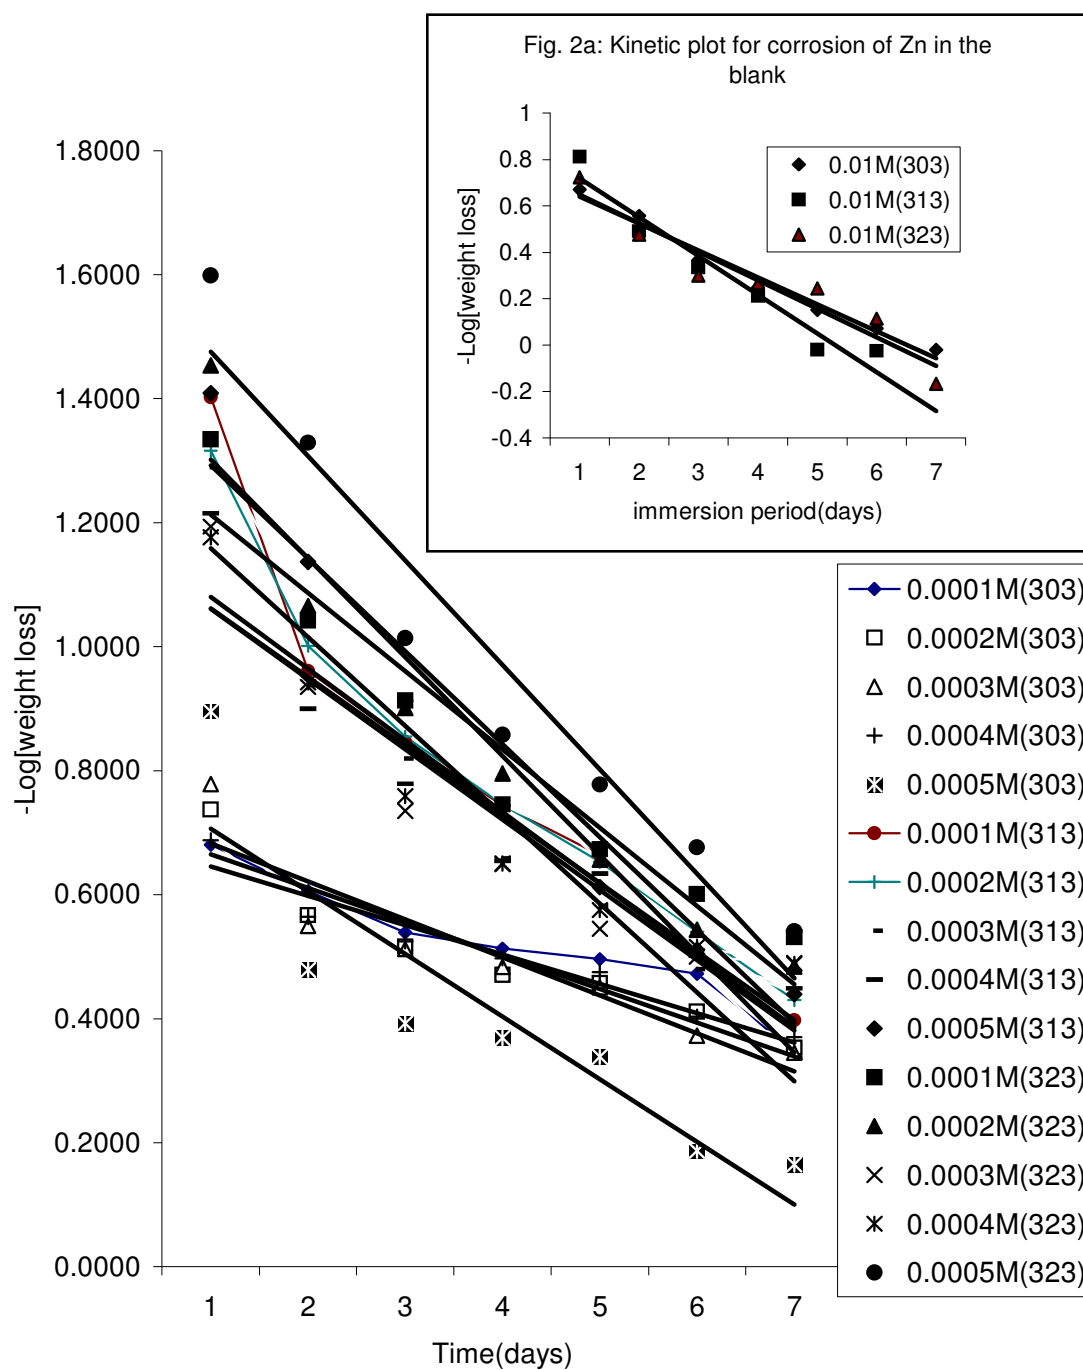 Fig. 2a: Kinetic plot for corrosion of Zn in the
blank
1
0.8
0.6
0.4
0.2
0
-0.2
-0.4
-Log[weight loss]
0.01M(303)
0.01M(313)
0.01M(323)
1 2 3 4 5 6 7
immersion period(days)
1.8000
1.6000
1.4000
1.2000
1.0000
0.8000
0.6000
0.4000
0.2000
0.0000
-Log[weight loss]
1 2 3 4 5 6 7
Time(days)
0.0001M(303)
0.0002M(303)
0.0003M(303)
0.0004M(303)
0.0005M(303)
0.0001M(313)
0.0002M(313)
0.0003M(313)
0.0004M(313)
0.0005M(313)
0.0001M(323)
0.0002M(323)
0.0003M(323)
0.0004M(323)
0.0005M(323)